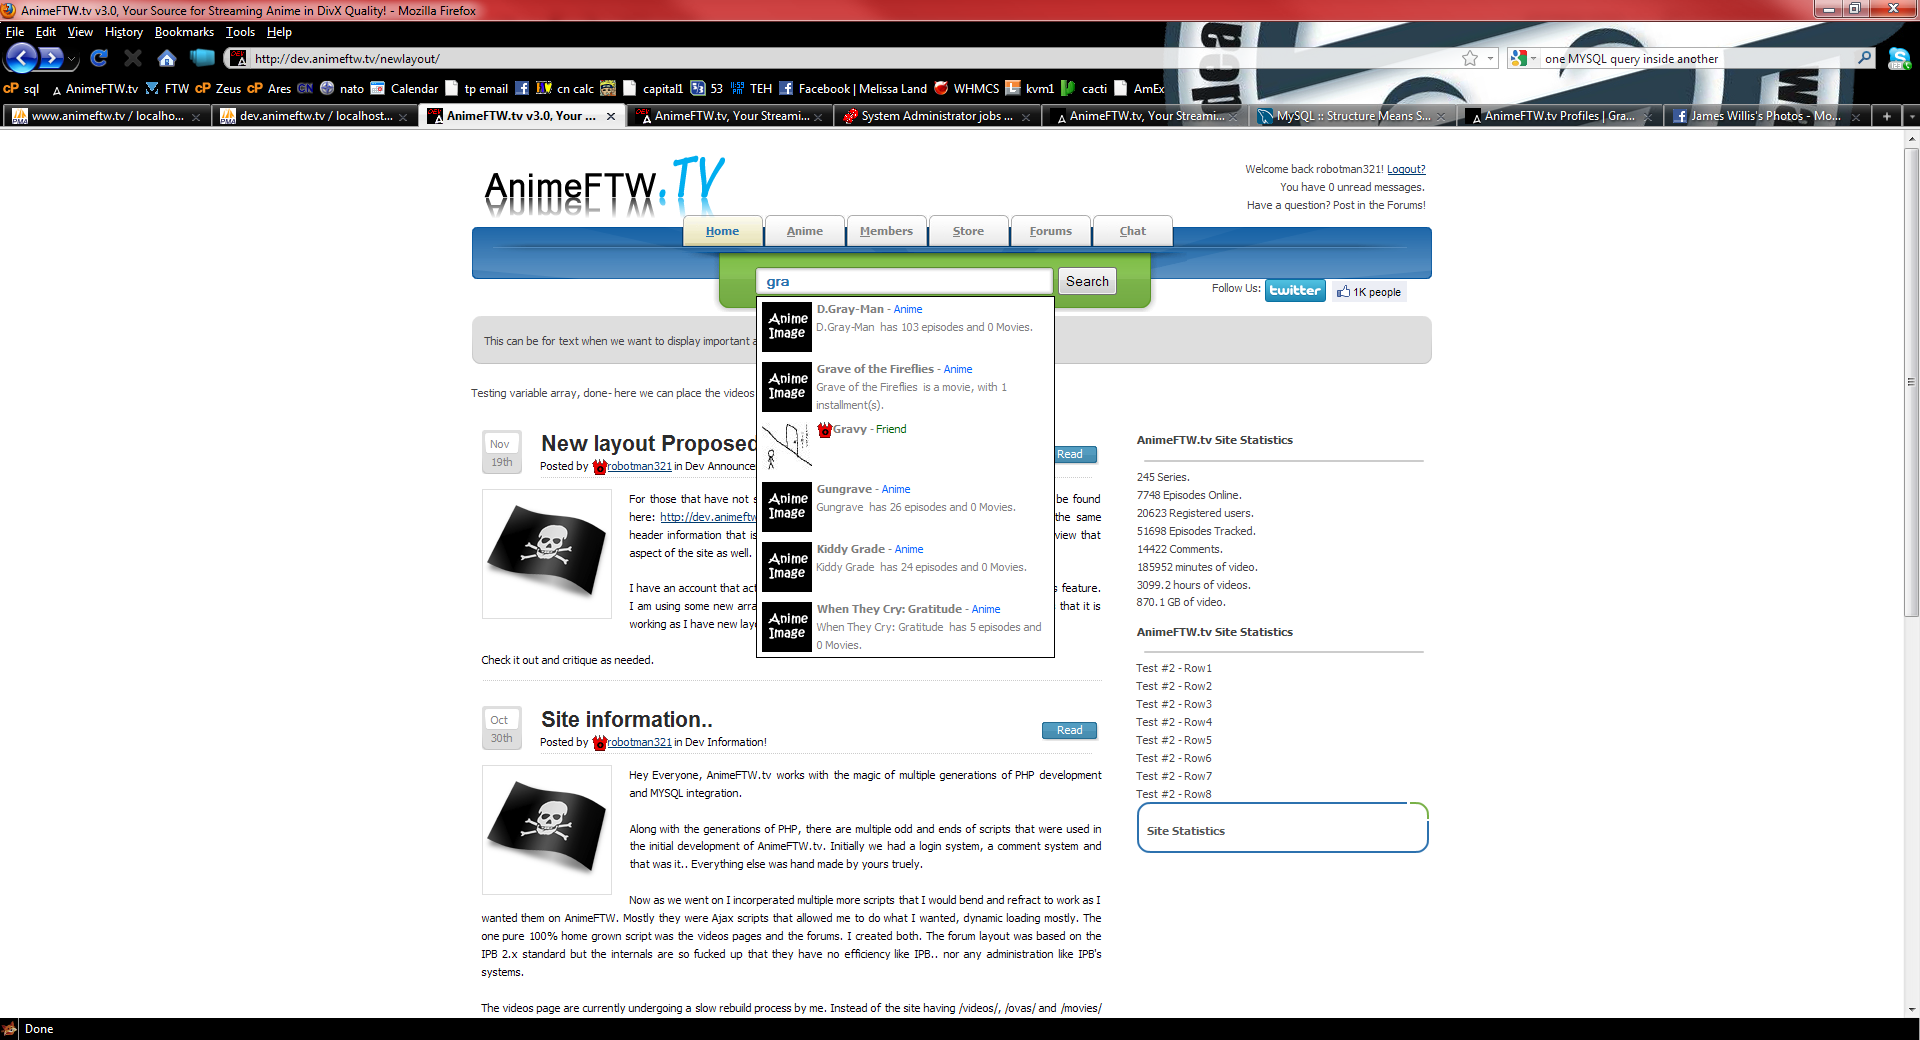 AnimeFTW.tv v3.0, Your Source for Streaming Anime in DivX Quality! - Mozilla Firefox
File Edit View History Bookmarks Tools Help
http://dev.animeftw.tv/newlayout/
one MYSQL query inside another
sql AnimeFTW.tv FTW Zeus Ares nato Calendar tp email cn calc capital1 53 TEH Facebook | Melissa Land WHMCS kvm1 cacti AmEx
www.animeftw.tv / localho... dev.animeftw.tv / localhost... AnimeFTW.tv v3.0, Your ... AnimeFTW.tv, Your Streami... System Administrator jobs ... AnimeFTW.tv, Your Streami... MySQL :: Structure Means S... AnimeFTW.tv Profiles | Gra... James Willis's Photos - Mo...
AnimeFTW.TV
Welcome back robotman321! Logout?
You have 0 unread messages.
Have a question? Post in the Forums!
Home Anime Members Store Forums Chat
gra Search
Follow Us: twitter 1K people
This can be for text when we want to display important a
Testing variable array, done- here we can place the videos
Anime Image
D.Gray-Man - Anime
D.Gray-Man has 103 episodes and 0 Movies.
Anime Image
Grave of the Fireflies - Anime
Grave of the Fireflies is a movie, with 1
installment(s).
Gravy - Friend
Anime Image
Gungrave - Anime
Gungrave has 26 episodes and 0 Movies.
Anime Image
Kiddy Grade - Anime
Kiddy Grade has 24 episodes and 0 Movies.
Anime Image
When They Cry: Gratitude - Anime
When They Cry: Gratitude has 5 episodes and
0 Movies.
Nov
19th
New layout Proposed
Posted by robotman321 in Dev Announce
Read
For those that have not s be found
here: http://dev.animeftw the same
header information that is view that
aspect of the site as well.
I have an account that act s feature.
I am using some new arra that it is
working as I have new layo
Check it out and critique as needed.
Oct
30th
Site information..
Posted by robotman321 in Dev Information!
Read
Hey Everyone, AnimeFTW.tv works with the magic of multiple generations of PHP development
and MYSQL integration.
Along with the generations of PHP, there are multiple odd and ends of scripts that were used in
the initial development of AnimeFTW.tv. Initially we had a login system, a comment system and
that was it.. Everything else was hand made by yours truely.
Now as we went on I incorperated multiple more scripts that I would bend and refract to work as I
wanted them on AnimeFTW. Mostly they were Ajax scripts that allowed me to do what I wanted, dynamic loading mostly. The
one pure 100% home grown script was the videos pages and the forums. I created both. The forum layout was based on the
IPB 2.x standard but the internals are so fucked up that they have no efficiency like IPB.. nor any administration like IPB's
systems.
The videos page are currently undergoing a slow rebuild process by me. Instead of the site having /videos/, /ovas/ and /movies/
AnimeFTW.tv Site Statistics
245 Series.
7748 Episodes Online.
20623 Registered users.
51698 Episodes Tracked.
14422 Comments.
185952 minutes of video.
3099.2 hours of videos.
870.1 GB of video.
AnimeFTW.tv Site Statistics
Test #2 - Row1
Test #2 - Row2
Test #2 - Row3
Test #2 - Row4
Test #2 - Row5
Test #2 - Row6
Test #2 - Row7
Test #2 - Row8
Site Statistics
Done